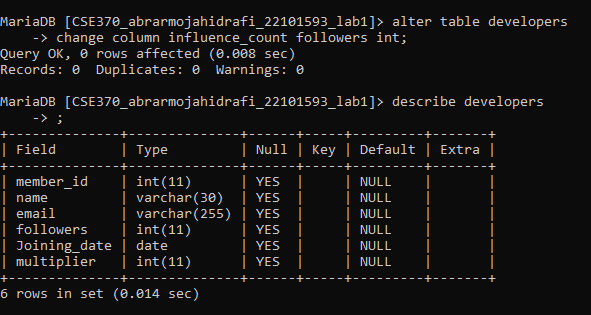 MariaDB [CSE370_abrarmojahidrafi_22101593_lab1]> alter table developers
    -> change column influence_count followers int;
Query OK, 0 rows affected (0.008 sec)
Records: 0  Duplicates: 0  Warnings: 0

MariaDB [CSE370_abrarmojahidrafi_22101593_lab1]> describe developers
    -> ;
+--------------+--------------+------+-----+---------+-------+
| Field        | Type         | Null | Key | Default | Extra |
+--------------+--------------+------+-----+---------+-------+
| member_id    | int(11)      | YES  |     | NULL    |       |
| name         | varchar(30)  | YES  |     | NULL    |       |
| email        | varchar(255) | YES  |     | NULL    |       |
| followers    | int(11)      | YES  |     | NULL    |       |
| Joining_date | date         | YES  |     | NULL    |       |
| multiplier   | int(11)      | YES  |     | NULL    |       |
+--------------+--------------+------+-----+---------+-------+
6 rows in set (0.014 sec)